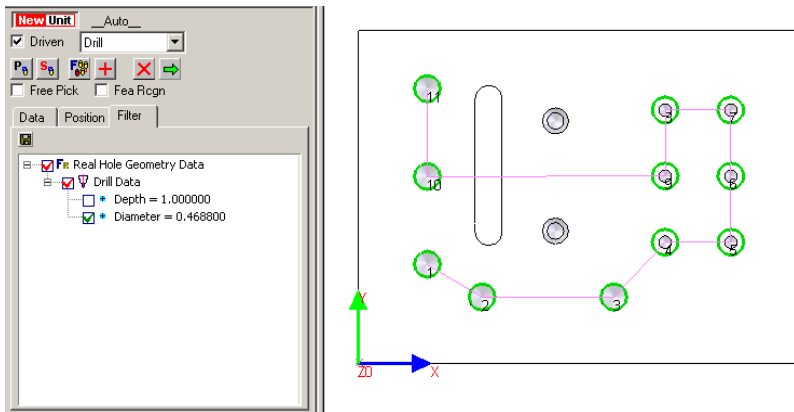 New Unit __Auto__
Driven Drill
Free Pick Fea Rcgn
Data Position Filter
Real Hole Geometry Data
Drill Data
Depth = 1.000000
Diameter = 0.468800
11
8 7
10 9 6
1 4 5
2 3
Y
Z0 X